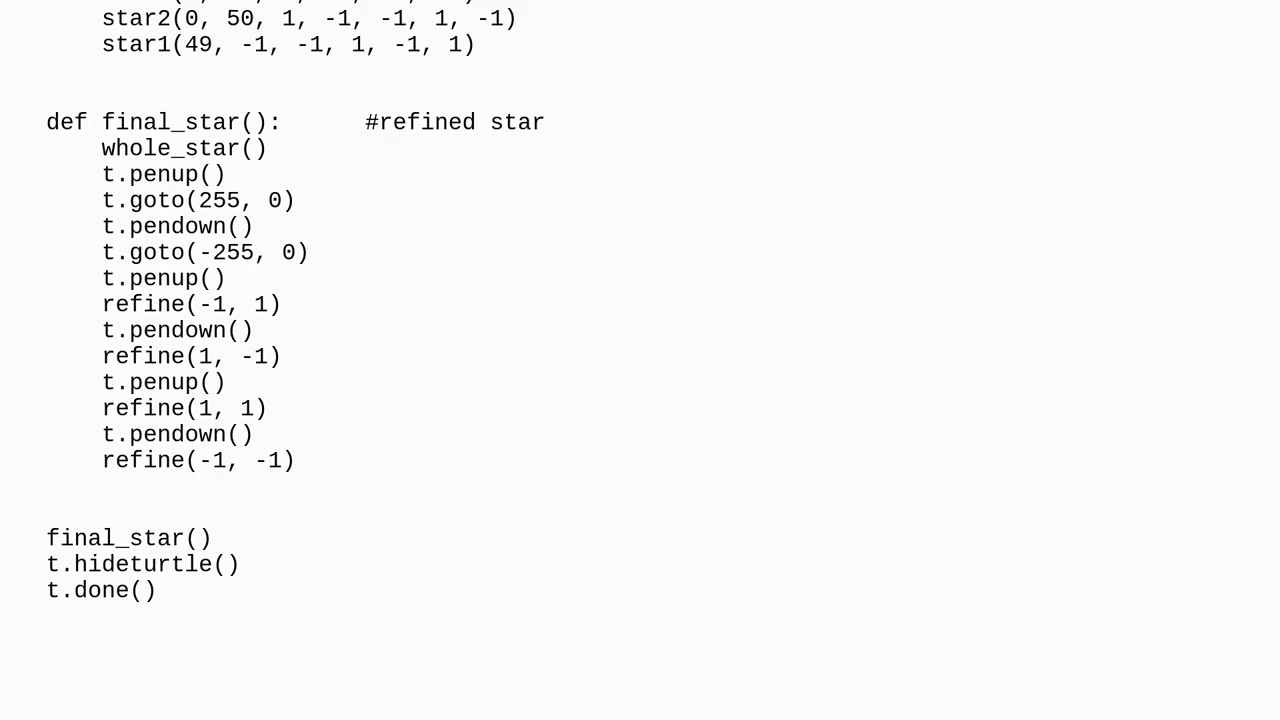 star2(0, 50, 1, -1, -1, 1, -1)
star1(49, -1, -1, 1, -1, 1)
def final_star():      #refined star
whole_star()
t.penup()
t.goto(255, 0)
t.pendown()
t.goto(-255, 0)
t.penup()
refine(-1, 1)
t.pendown()
refine(1, -1)
t.penup()
refine(1, 1)
t.pendown()
refine(-1, -1)
final_star()
t.hideturtle()
t.done()